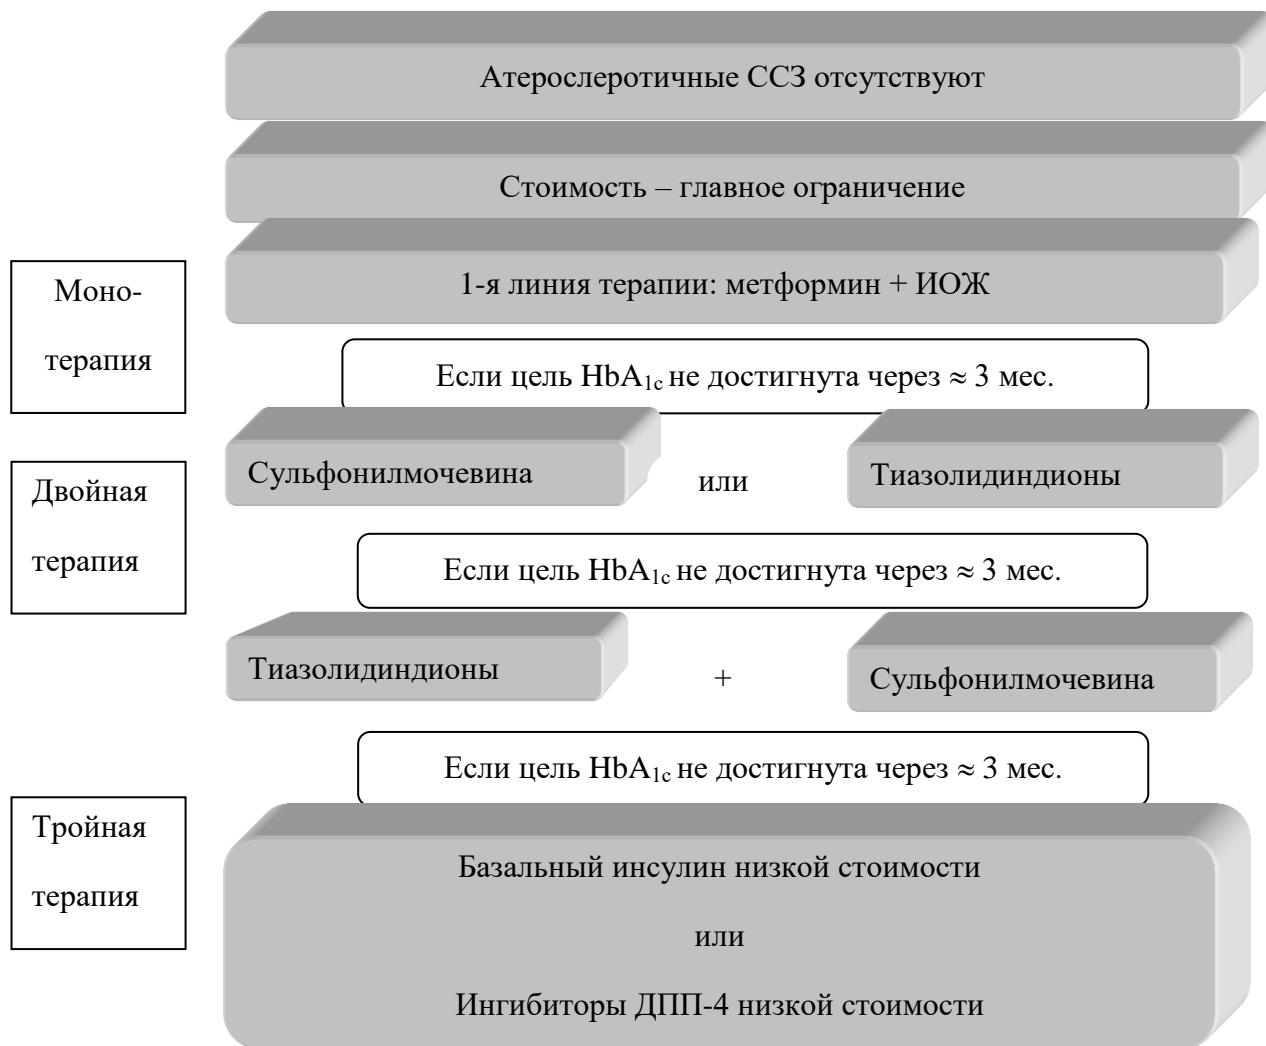 Атерослеротичные ССЗ отсутствуют
Стоимость – главное ограничение
Моно-
терапия
1-я линия терапии: метформин + ИОЖ
Если цель HbA1c не достигнута через ≈ 3 мес.
Двойная
терапия
Сульфонилмочевина
или
Тиазолидиндионы
Если цель HbA1c не достигнута через ≈ 3 мес.
Тиазолидиндионы
+
Сульфонилмочевина
Если цель HbA1c не достигнута через ≈ 3 мес.
Тройная
терапия
Базальный инсулин низкой стоимости
или
Ингибиторы ДПП-4 низкой стоимости